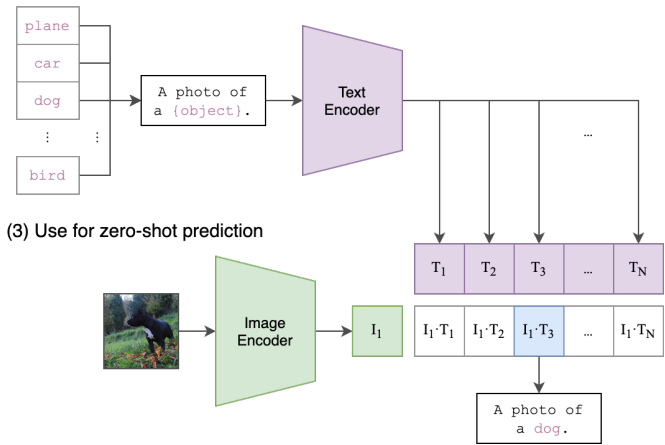 plane
car
dog
⋮ ⋮
bird
A photo of
a {object}.
Text
Encoder
...
(3) Use for zero-shot prediction
T1 T2 T3 ... TN
Image
Encoder
I1
I1·T1 I1·T2 I1·T3 ... I1·TN
A photo of
a dog.